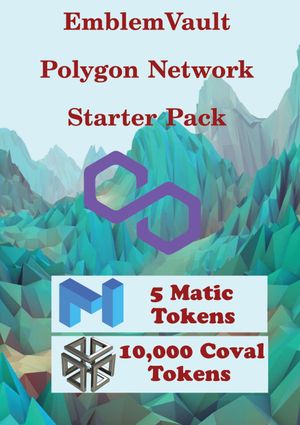 EmblemVault
Polygon Network
Starter Pack
5 Matic
Tokens
10,000 Coval
Tokens